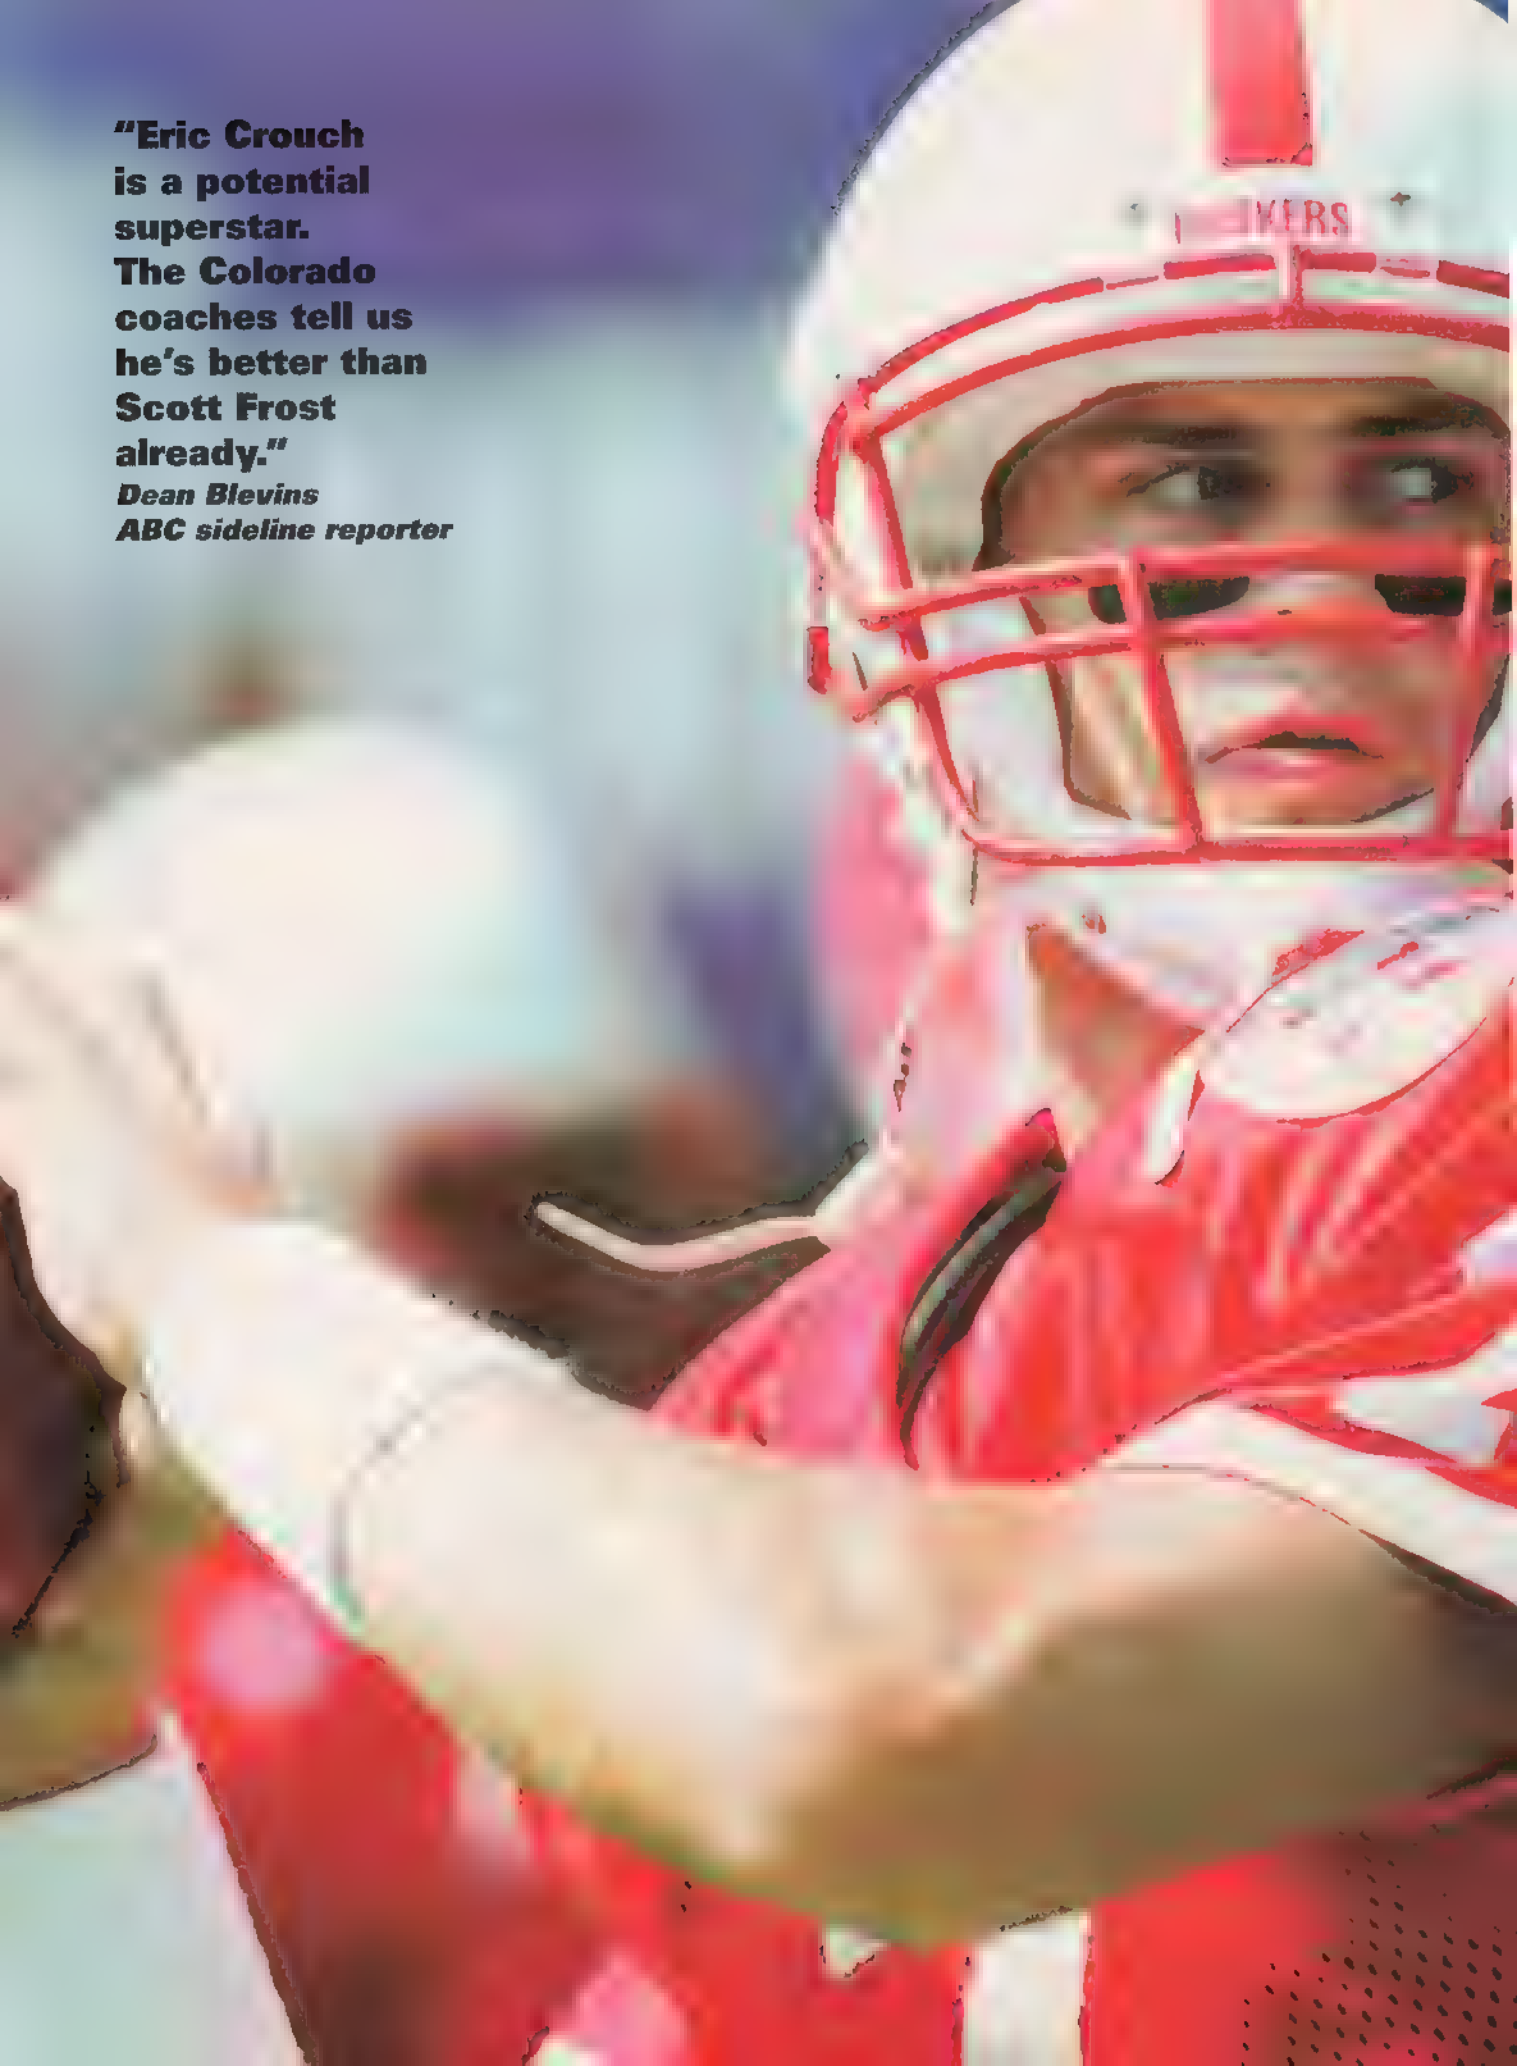 “Eric Crouch
is a potential
superstar.
The Colorado
coaches tell us
he’s better than
Scott Frost
already.”
Dean Blevins
ABC sideline reporter